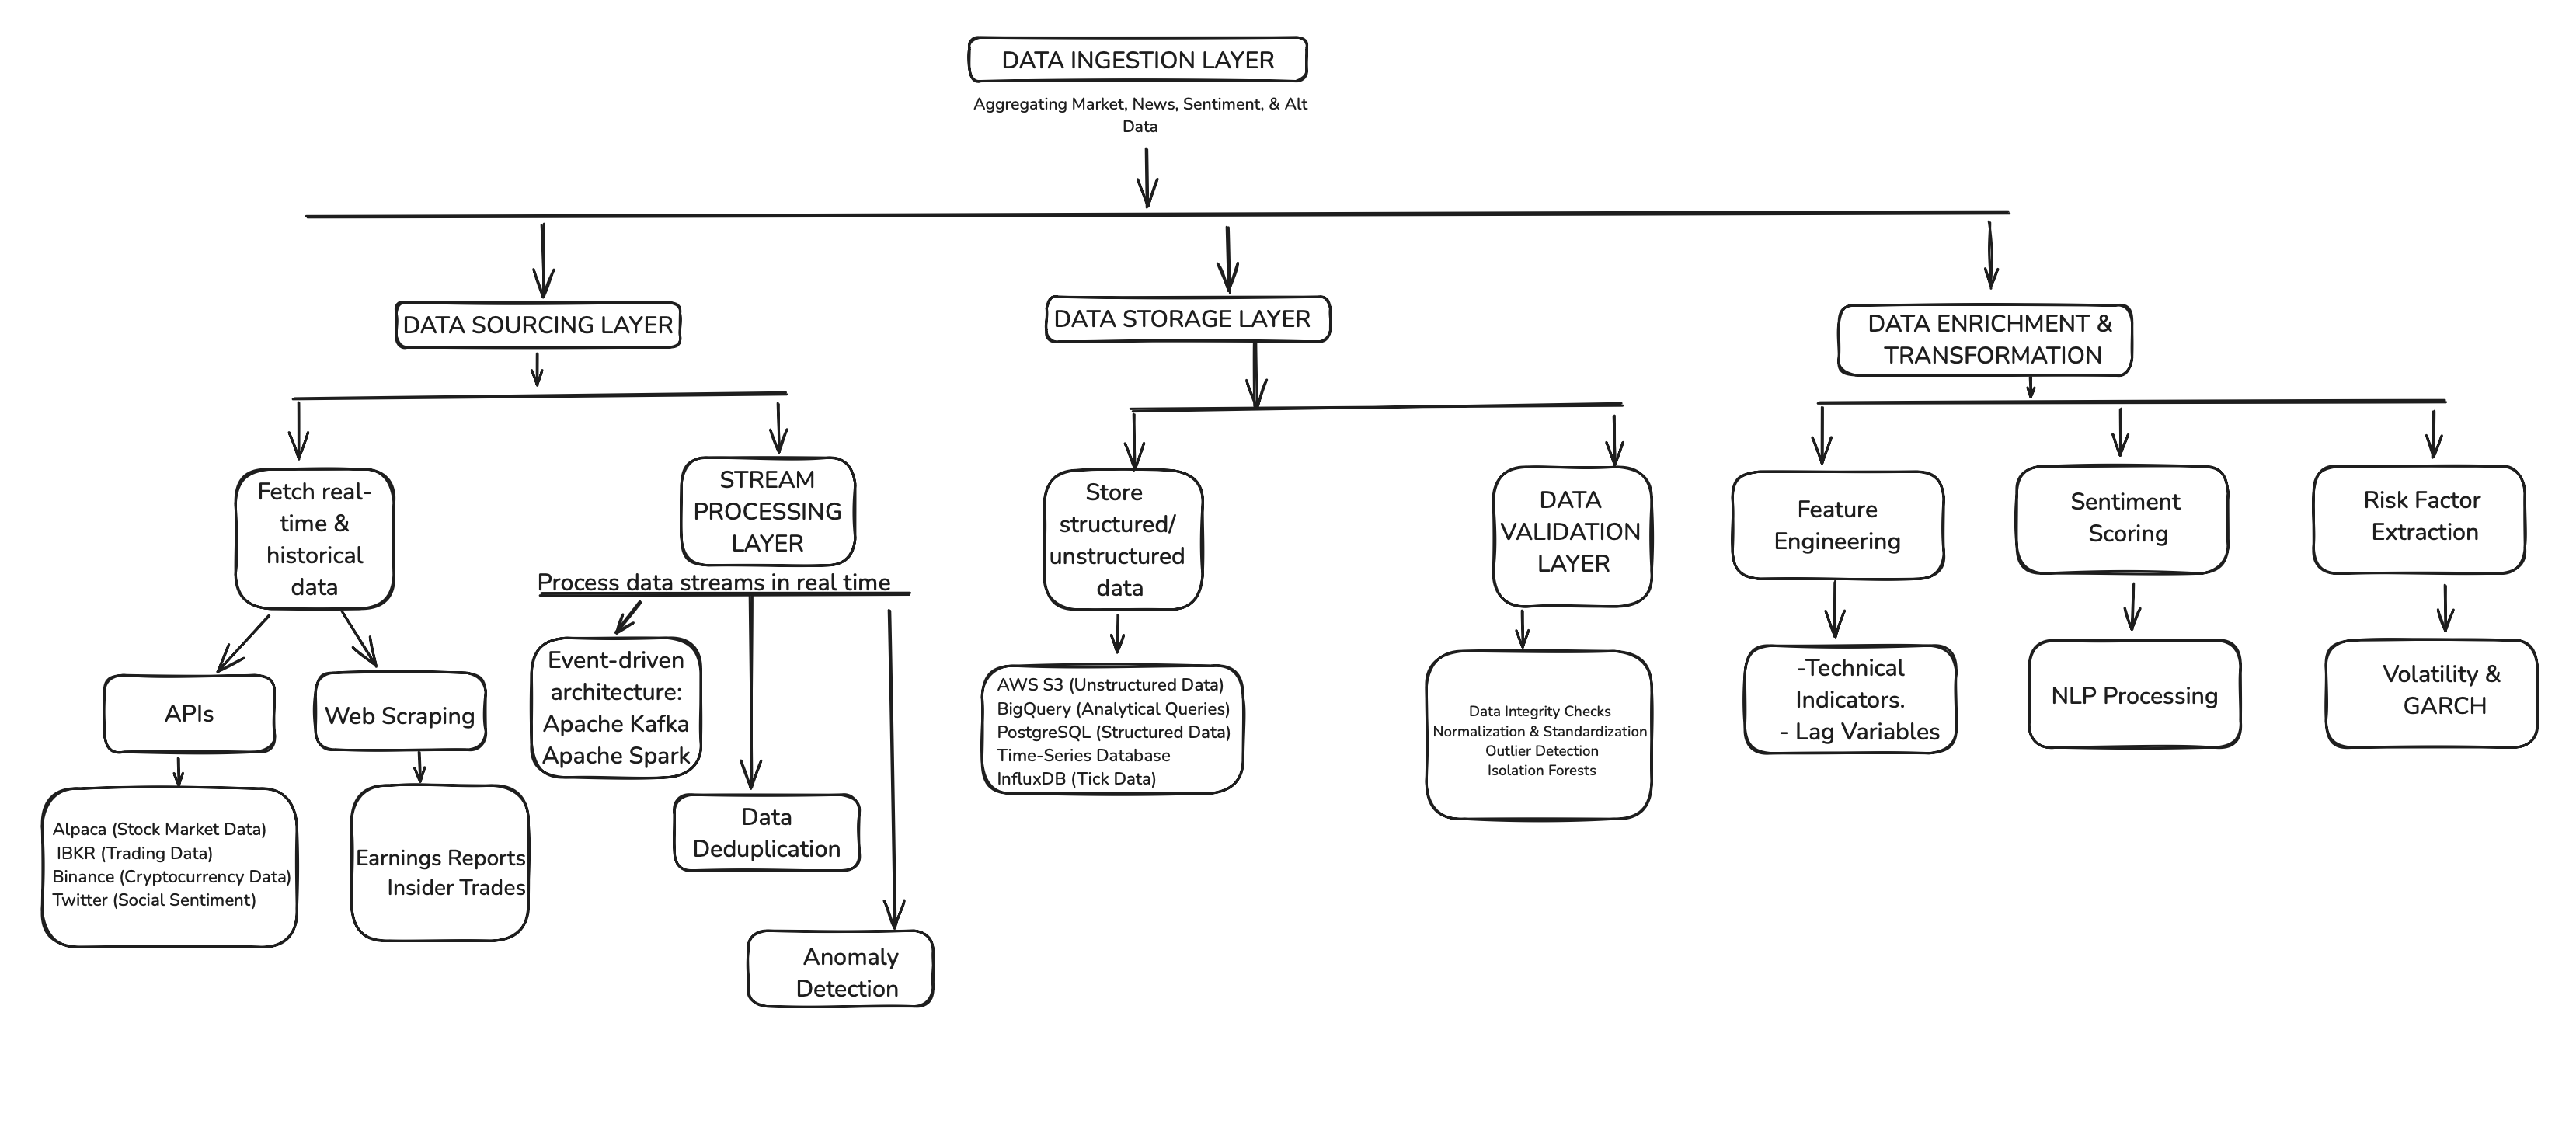 DATA INGESTION LAYER
Aggregating Market, News, Sentiment, & Alt
Data
DATA SOURCING LAYER
DATA STORAGE LAYER
DATA ENRICHMENT &
TRANSFORMATION
Fetch real-
time &
historical
data
STREAM
PROCESSING
LAYER
Process data streams in real time
Store
structured/
unstructured
data
DATA
VALIDATION
LAYER
Feature
Engineering
Sentiment
Scoring
Risk Factor
Extraction
APIs
Web Scraping
Event-driven
architecture:
Apache Kafka
Apache Spark
AWS S3 (Unstructured Data)
BigQuery (Analytical Queries)
PostgreSQL (Structured Data)
Time-Series Database
InfluxDB (Tick Data)
Data Integrity Checks
Normalization & Standardization
Outlier Detection
Isolation Forests
-Technical
Indicators.
- Lag Variables
NLP Processing
Volatility &
GARCH
Alpaca (Stock Market Data)
IBKR (Trading Data)
Binance (Cryptocurrency Data)
Twitter (Social Sentiment)
Earnings Reports
Insider Trades
Data
Deduplication
Anomaly
Detection